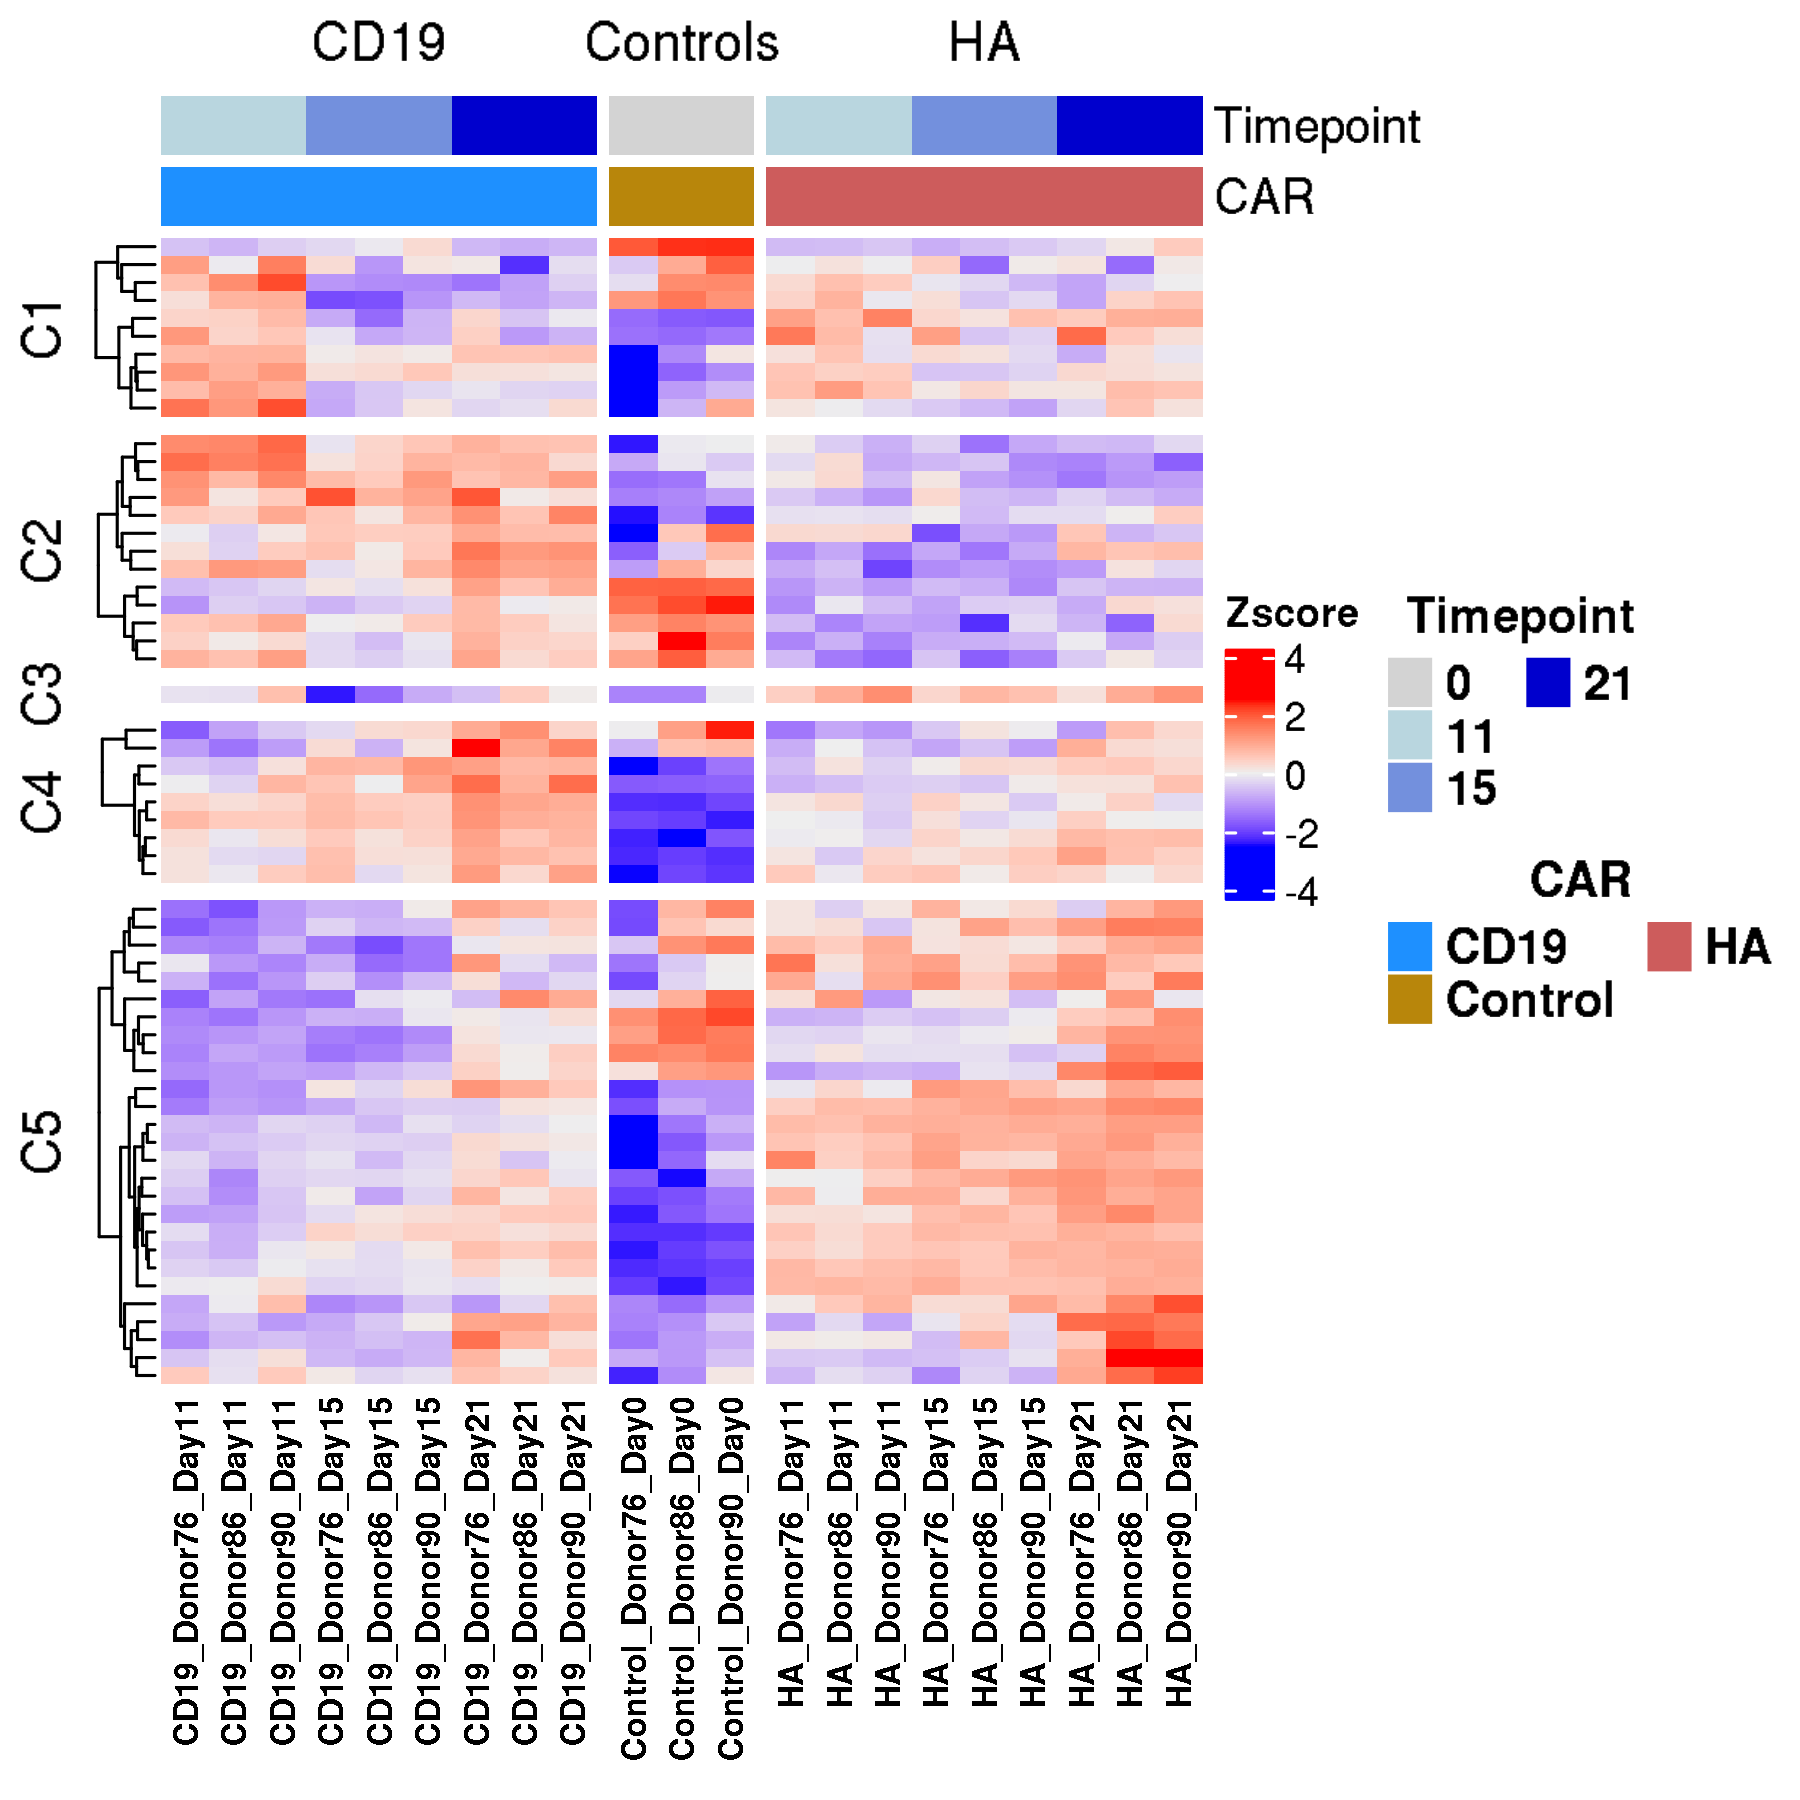 CD19 Controls HA
Timepoint
CAR
C1
C2
C3
C4
C5
Zscore
4
2
0
-2
-4
Timepoint
0 21
11
15
CAR
CD19 HA
Control
CD19_Donor76_Day11
CD19_Donor86_Day11
CD19_Donor90_Day11
CD19_Donor76_Day15
CD19_Donor86_Day15
CD19_Donor90_Day15
CD19_Donor76_Day21
CD19_Donor86_Day21
CD19_Donor90_Day21
Control_Donor76_Day0
Control_Donor86_Day0
Control_Donor90_Day0
HA_Donor76_Day11
HA_Donor86_Day11
HA_Donor90_Day11
HA_Donor76_Day15
HA_Donor86_Day15
HA_Donor90_Day15
HA_Donor76_Day21
HA_Donor86_Day21
HA_Donor90_Day21